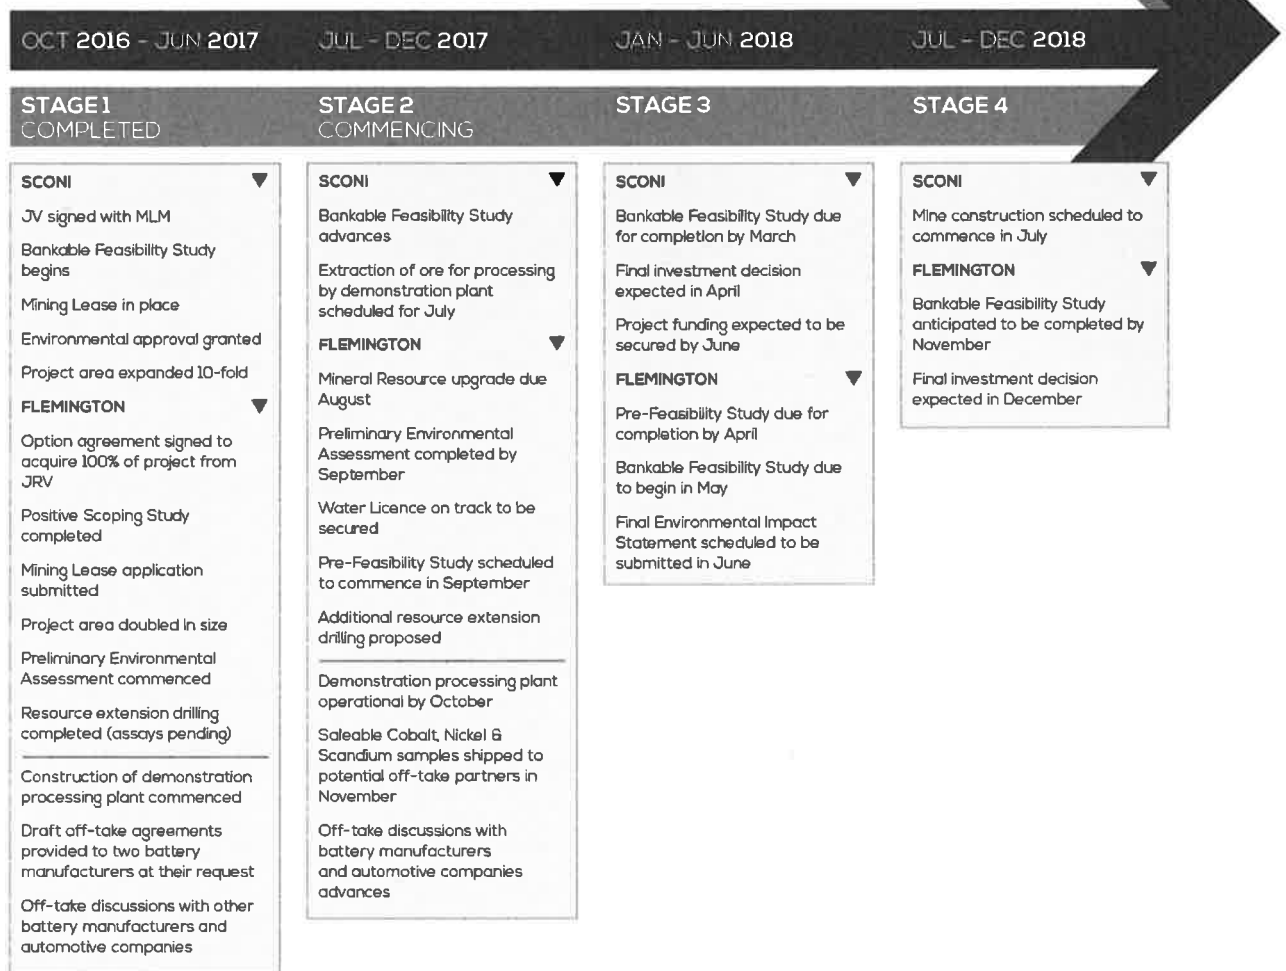 OCT 2016 - JUN 2017
JUL - DEC 2017
JAN - JUN 2018
JUL - DEC 2018
STAGE 1
COMPLETED
STAGE 2
COMMENCING
STAGE 3
STAGE 4
SCONI
JV signed with MLM
Bankable Feasibility Study
begins
Mining Lease in place
Environmental approval granted
Project area expanded 10-fold
FLEMINGTON
Option agreement signed to
acquire 100% of project from
JRV
Positive Scoping Study
completed
Mining Lease application
submitted
Project area doubled in size
Preliminary Environmental
Assessment commenced
Resource extension drilling
completed (assays pending)
Construction of demonstration
processing plant commenced
Draft off-take agreements
provided to two battery
manufacturers at their request
Off-take discussions with other
battery manufacturers and
automotive companies
SCONI
Bankable Feasibility Study
advances
Extraction of ore for processing
by demonstration plant
scheduled for July
FLEMINGTON
Mineral Resource upgrade due
August
Preliminary Environmental
Assessment completed by
September
Water Licence on track to be
secured
Pre-Feasibility Study scheduled
to commence in September
Additional resource extension
drilling proposed
Demonstration processing plant
operational by October
Saleable Cobalt, Nickel &
Scandium samples shipped to
potential off-take partners in
November
Off-take discussions with
battery manufacturers
and automotive companies
advances
SCONI
Bankable Feasibility Study due
for completion by March
Final investment decision
expected in April
Project funding expected to be
secured by June
FLEMINGTON
Pre-Feasibility Study due for
completion by April
Bankable Feasibility Study due
to begin in May
Final Environmental Impact
Statement scheduled to be
submitted in June
SCONI
Mine construction scheduled to
commence in July
FLEMINGTON
Bankable Feasibility Study
anticipated to be completed by
November
Final investment decision
expected in December